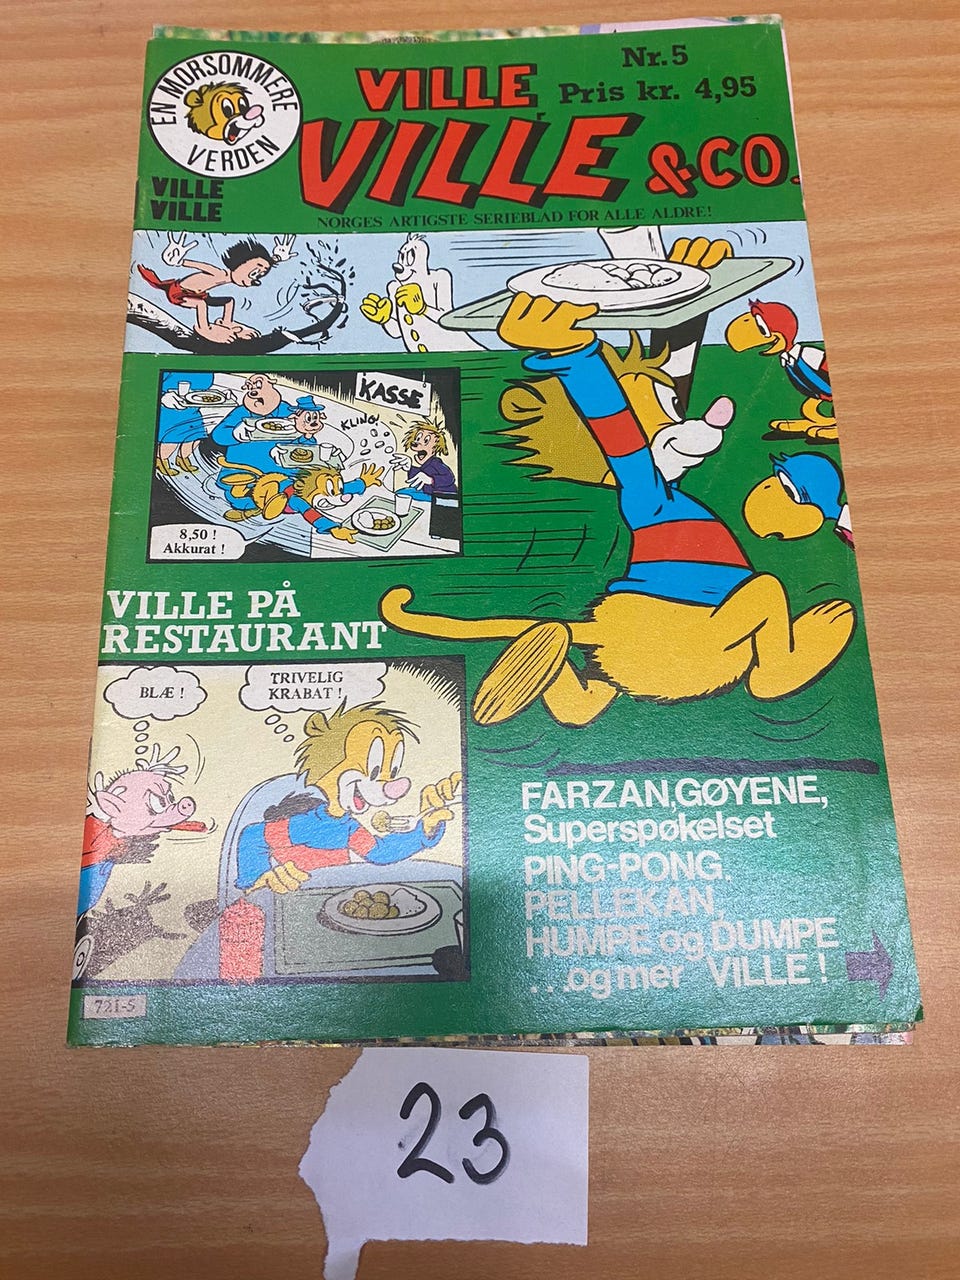 EN MORSOMMERE
VERDEN
VILLE
VILLE
VILLE
VILLE &CO.
Nr. 5
Pris kr. 4,95
NORGES ARTIGSTE SERIEBLAD FOR ALLE ALDRE!
KASSE
KLING!
8,50 !
Akkurat !
VILLE PÅ
RESTAURANT
BLÆ !
TRIVELIG
KRABAT !
FARZAN, GØYENE,
Superspøkelset
PING-PONG.
PELLEKAN,
HUMPE og DUMPE
...og mer VILLE !
721-5
23